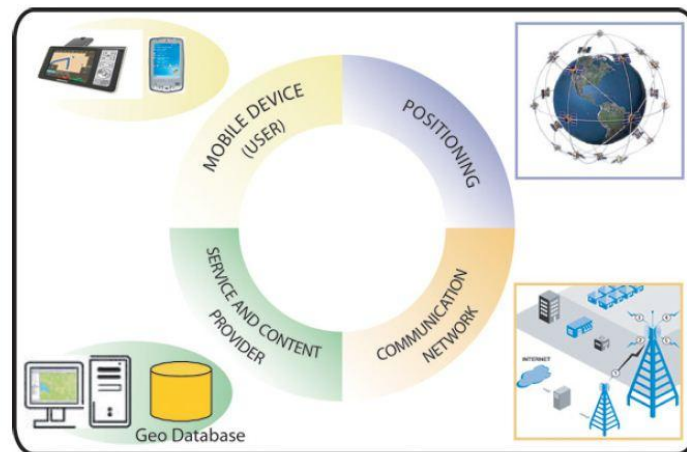 MOBILE DEVICE
(USER)
POSITIONING
SERVICE AND CONTENT
PROVIDER
COMMUNICATION
NETWORK
INTERNET
Geo Database